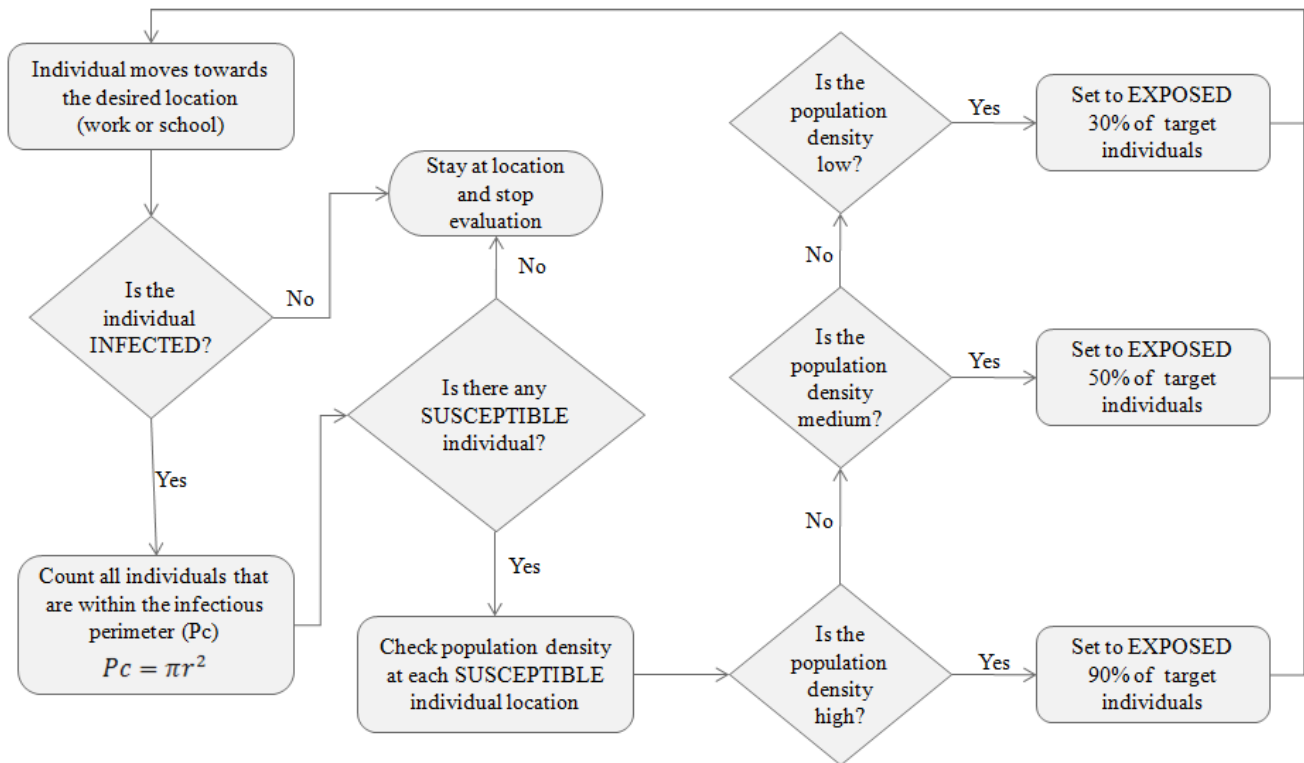 Individual moves towards
the desired location
(work or school)
Is the
individual
INFECTED?
No
Yes
Count all individuals that
are within the infectious
perimeter (Pc)
Pc = πr²
Stay at location
and stop
evaluation
No
Is there any
SUSCEPTIBLE
individual?
Yes
Check population density
at each SUSCEPTIBLE
individual location
Is the
population
density
high?
Yes
Set to EXPOSED
90% of target
individuals
No
Is the
population
density
medium?
Yes
Set to EXPOSED
50% of target
individuals
No
Is the
population
density
low?
Yes
Set to EXPOSED
30% of target
individuals